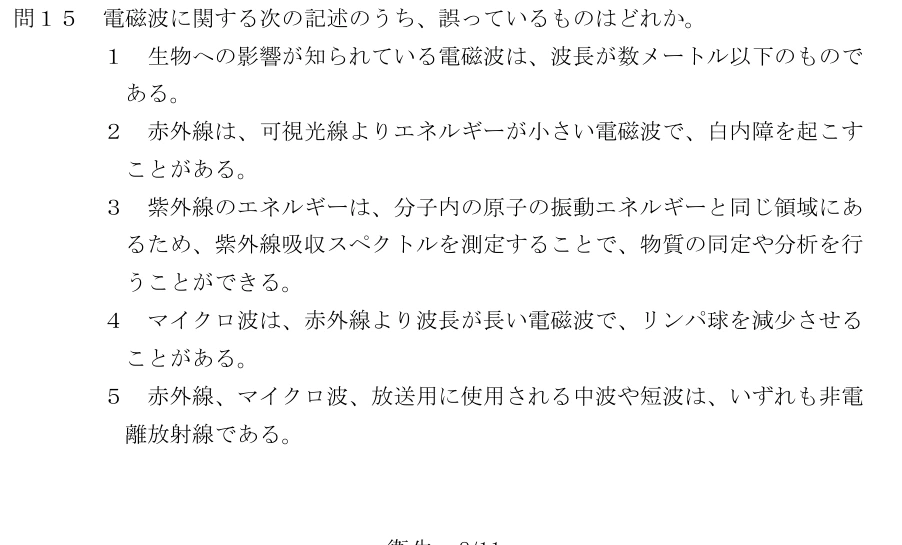 問１５　電磁波に関する次の記述のうち、誤っているものはどれか。
１　生物への影響が知られている電磁波は、波長が数メートル以下のもので
ある。
２　赤外線は、可視光線よりエネルギーが小さい電磁波で、白内障を起こす
ことがある。
３　紫外線のエネルギーは、分子内の原子の振動エネルギーと同じ領域にあ
るため、紫外線吸収スペクトルを測定することで、物質の同定や分析を行
うことができる。
４　マイクロ波は、赤外線より波長が長い電磁波で、リンパ球を減少させる
ことがある。
５　赤外線、マイクロ波、放送用に使用される中波や短波は、いずれも非電
離放射線である。